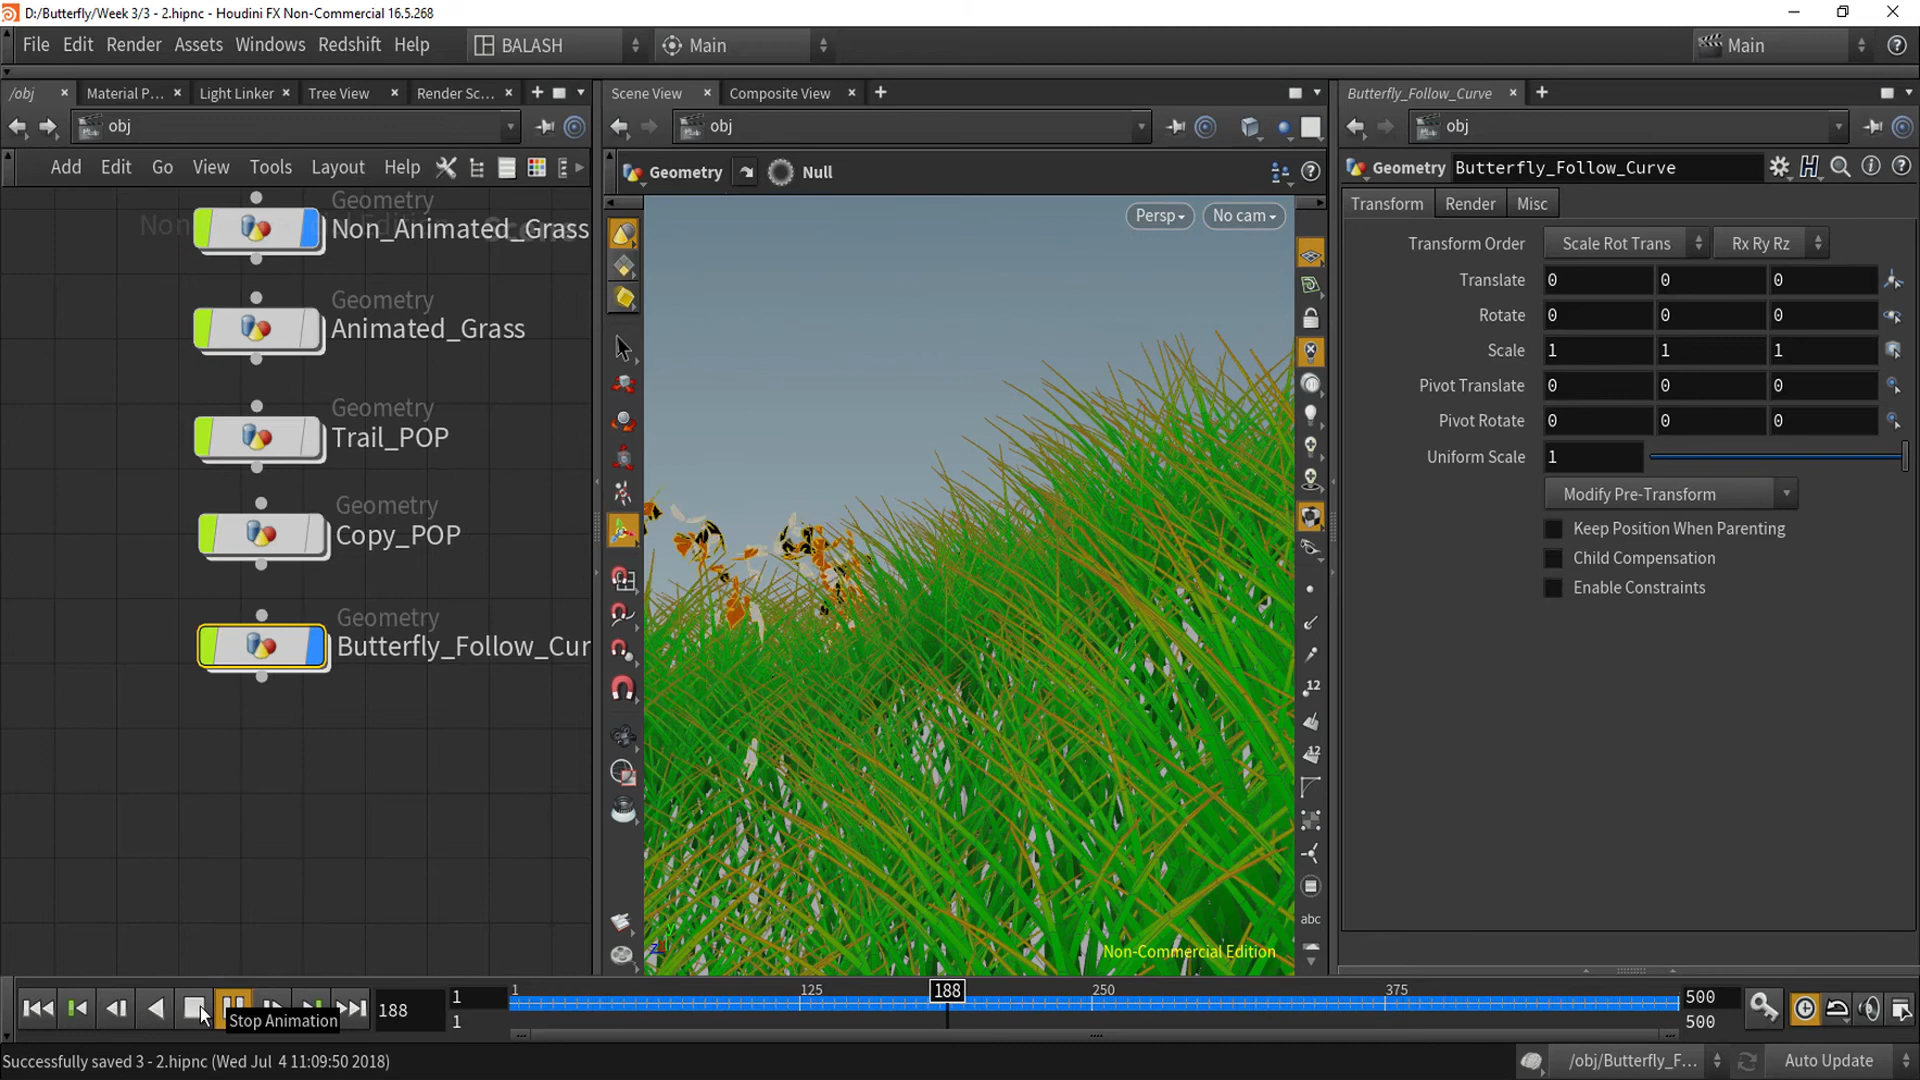 D:/Butterfly/Week 3/3 - 2.hipnc - Houdini FX Non-Commercial 16.5.268
File Edit Render Assets Windows Redshift Help BALASH Main Main
/obj Material P... Light Linker Tree View Render Sc...
obj
Add Edit Go View Tools Layout Help
Geometry
Non_Animated_Grass
Geometry
Animated_Grass
Geometry
Trail_POP
Geometry
Copy_POP
Geometry
Butterfly_Follow_Cur
Scene View Composite View
obj
Geometry Null
Persp No cam
12
12
abc
Non-Commercial Edition
Butterfly_Follow_Curve
obj
Geometry Butterfly_Follow_Curve
Transform Render Misc
Transform Order Scale Rot Trans Rx Ry Rz
Translate 0 0 0
Rotate 0 0 0
Scale 1 1 1
Pivot Translate 0 0 0
Pivot Rotate 0 0 0
Uniform Scale 1
Modify Pre-Transform
Keep Position When Parenting
Child Compensation
Enable Constraints
188 1 1 125 188 250 375 500
1 500
Stop Animation
Successfully saved 3 - 2.hipnc (Wed Jul 4 11:09:50 2018)
/obj/Butterfly_F... Auto Update